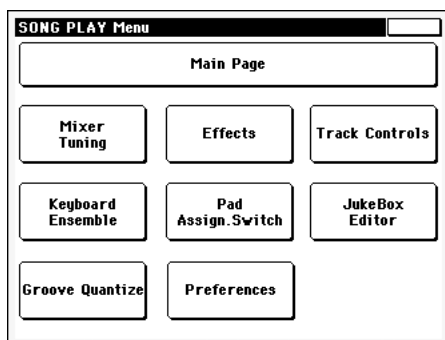 SONG PLAY Menu
Main Page
Mixer
Tuning
Effects
Track Controls
Keyboard
Ensemble
Pad
Assign.Switch
JukeBox
Editor
Groove Quantize
Preferences